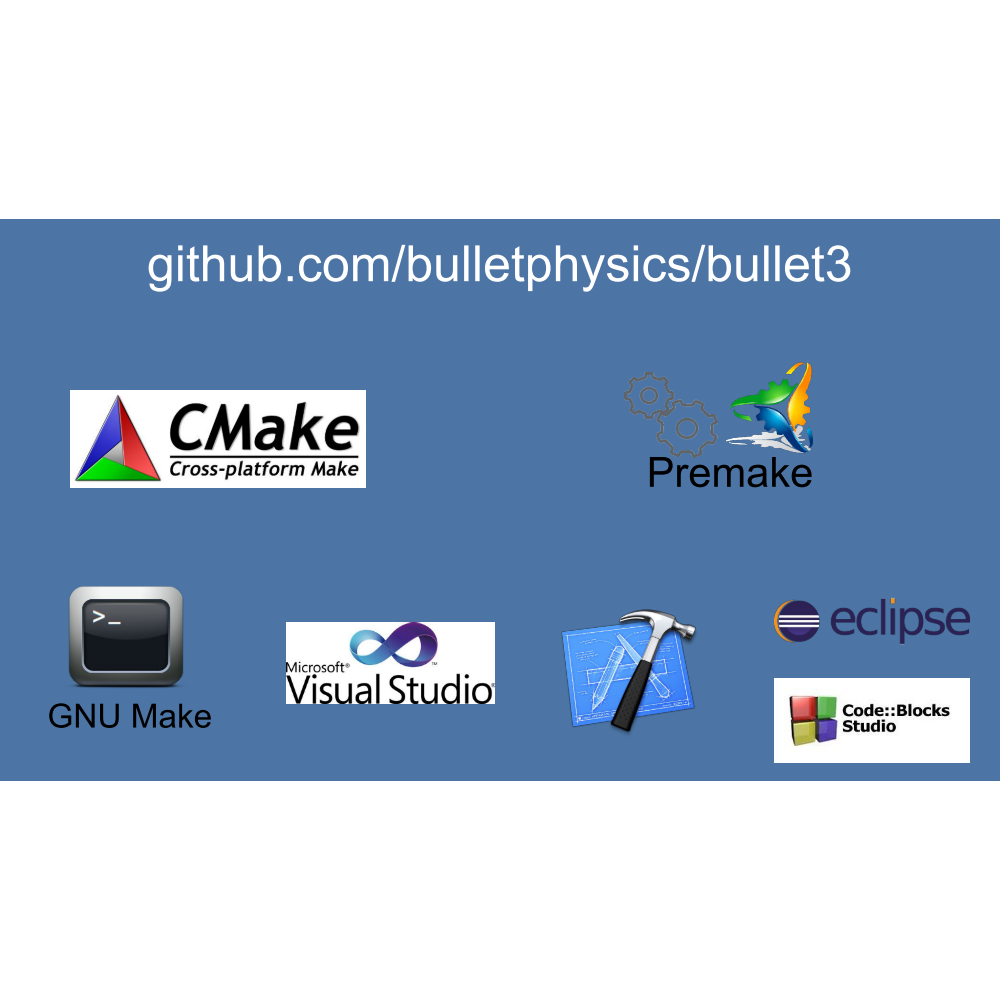 github.com/bulletphysics/bullet3
CMake
Cross-platform Make
Premake
>_
GNU Make
Microsoft®
Visual Studio®
eclipse
Code::Blocks
Studio